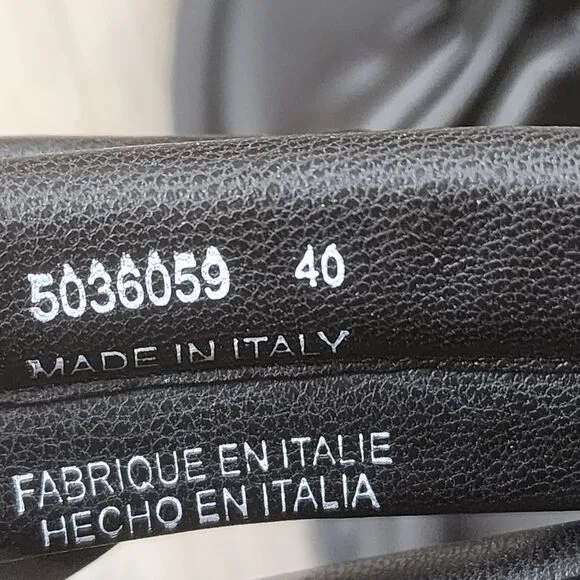 5036059 40
MADE IN ITALY
FABRIQUE EN ITALIE
HECHO EN ITALIA